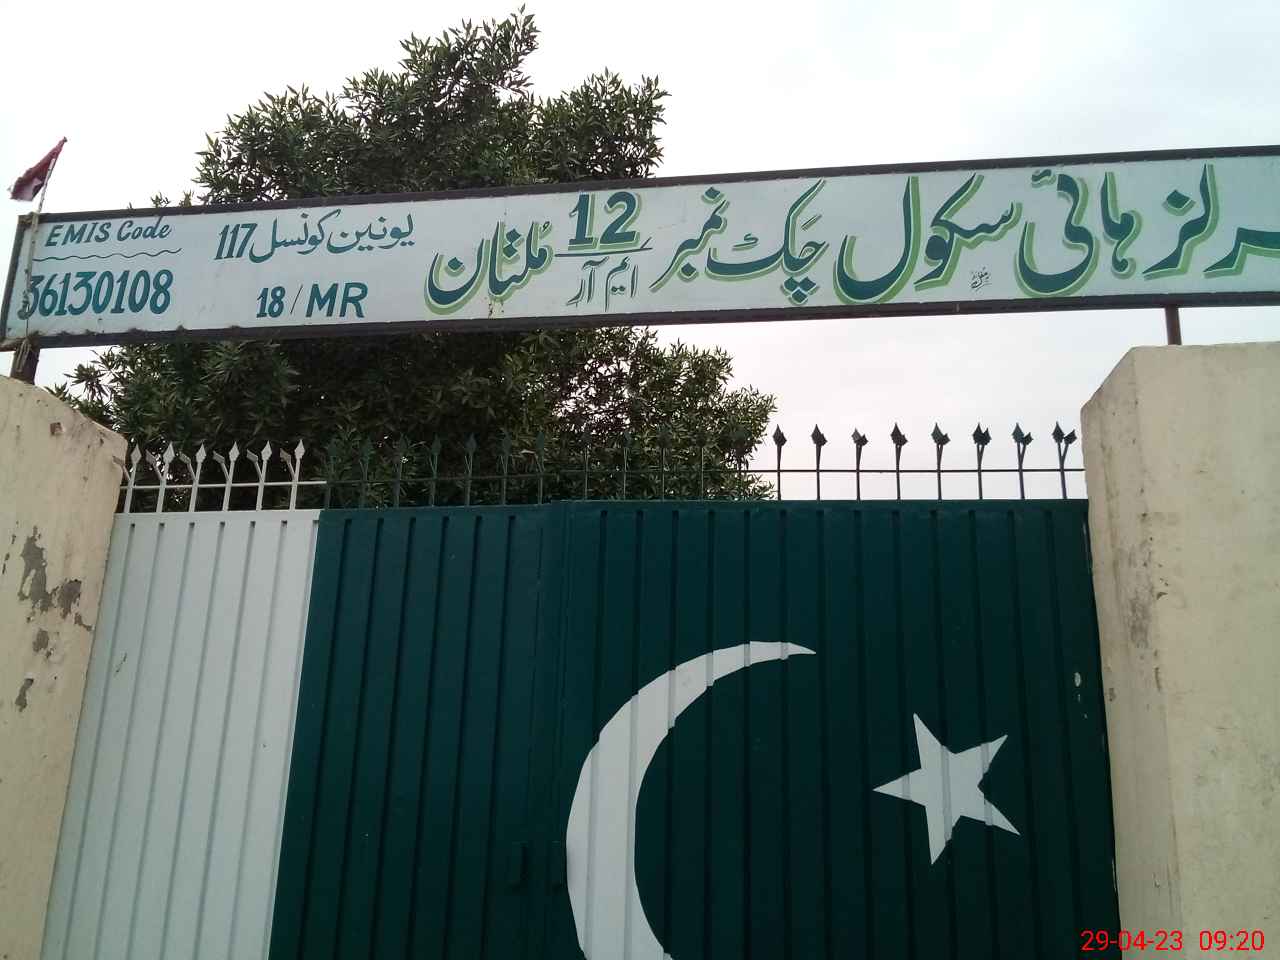 رلز ہائی سکول چک نمبر 12 ایم آر ملتان
یونین کونسل 117
18/MR
EMIS Code
36130108
29-04-23 09:20